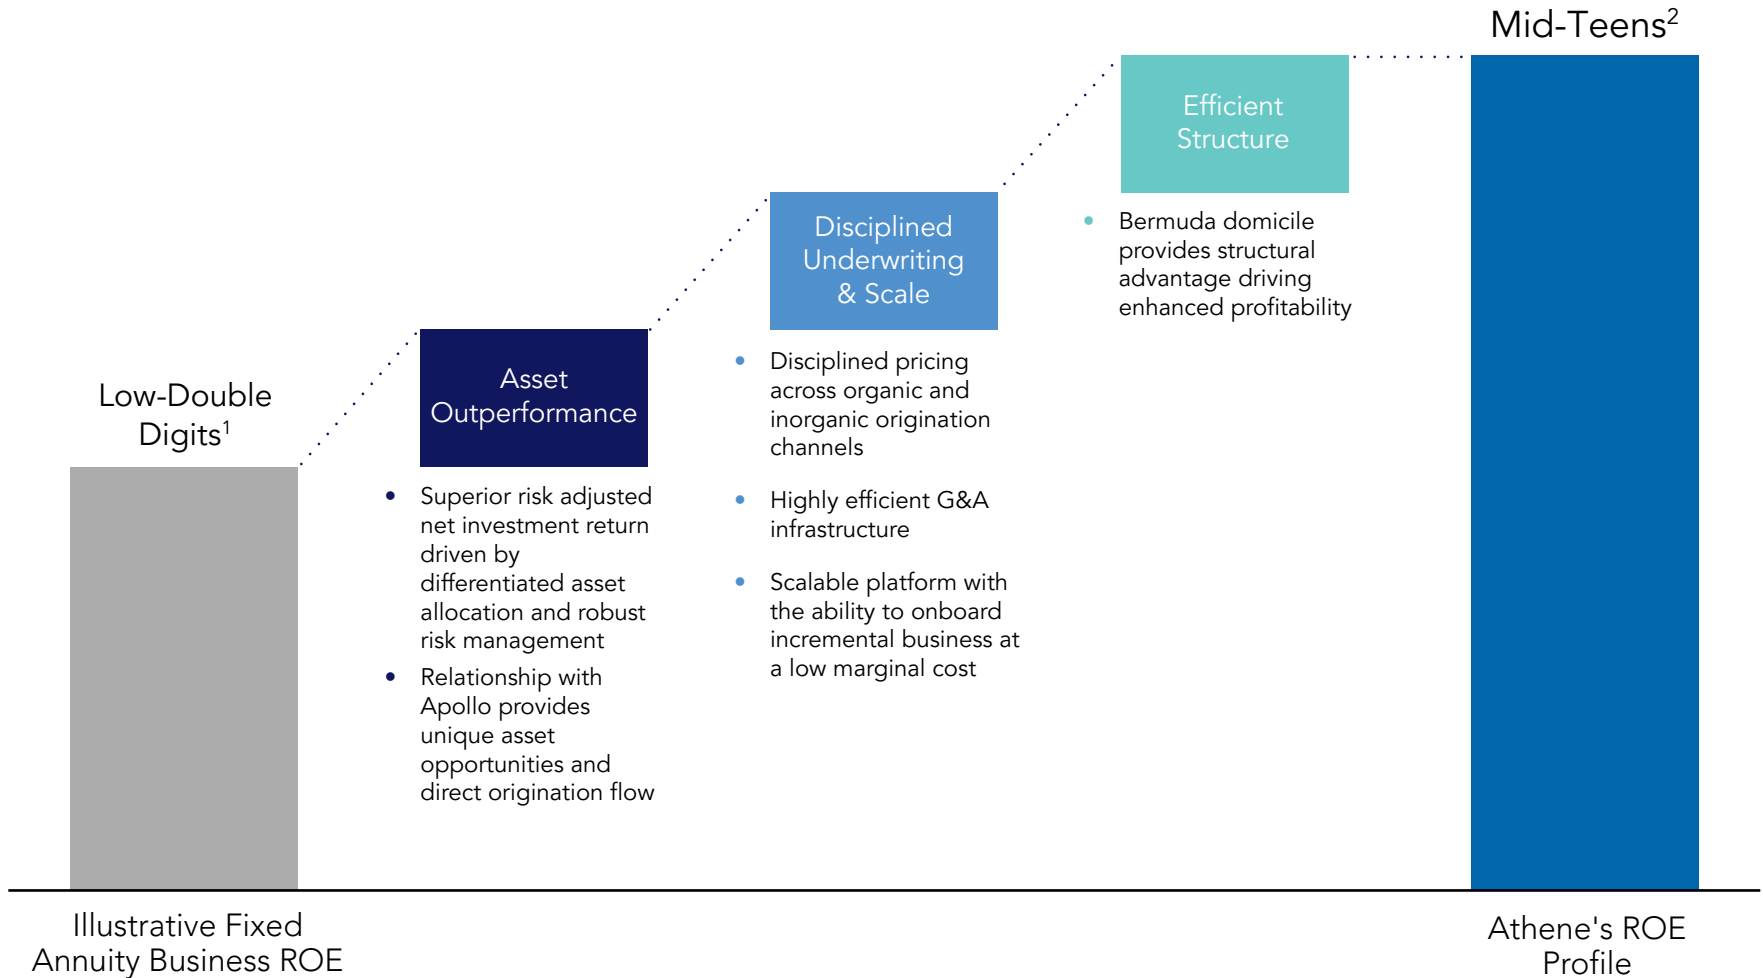 Low-Double
Digits1
Illustrative Fixed
Annuity Business ROE
Asset
Outperformance
• Superior risk adjusted
net investment return
driven by
differentiated asset
allocation and robust
risk management
• Relationship with
Apollo provides
unique asset
opportunities and
direct origination flow
Disciplined
Underwriting
& Scale
• Disciplined pricing
across organic and
inorganic origination
channels
• Highly efficient G&A
infrastructure
• Scalable platform with
the ability to onboard
incremental business at
a low marginal cost
Efficient
Structure
• Bermuda domicile
provides structural
advantage driving
enhanced profitability
Mid-Teens2
Athene's ROE
Profile